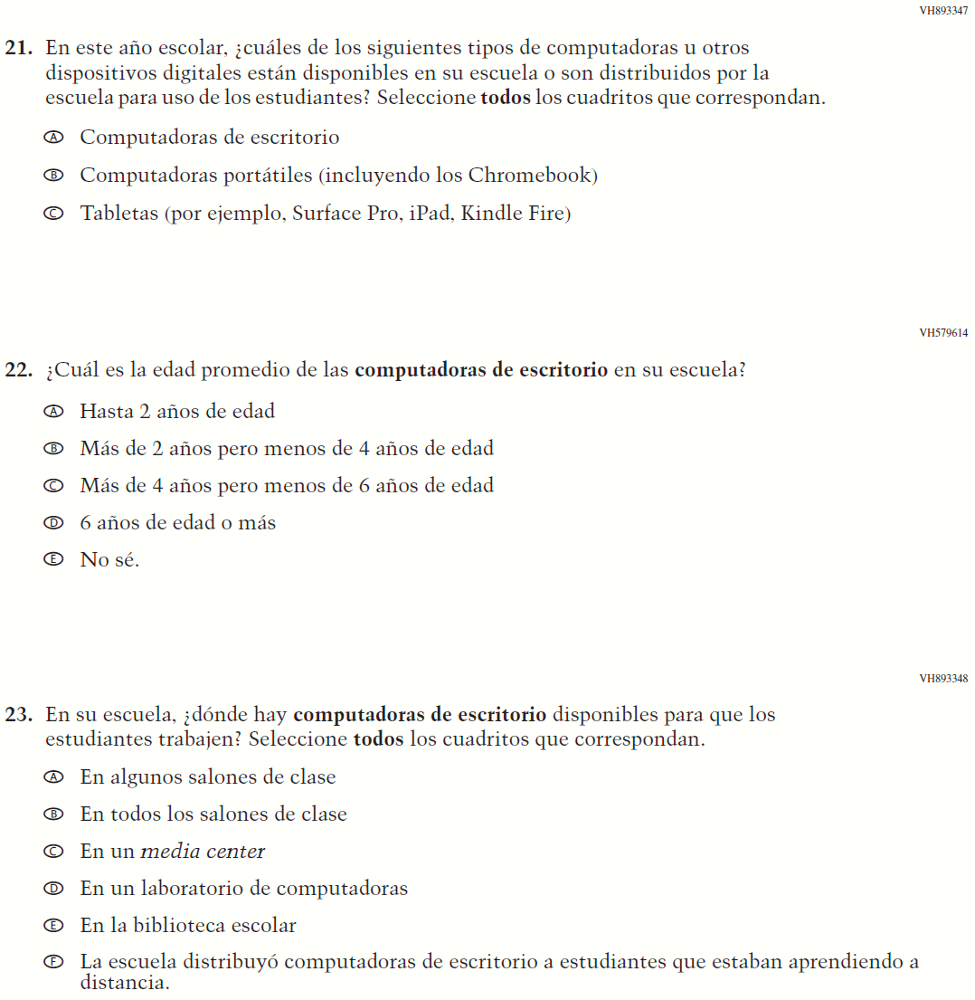 VH893347
21. En este año escolar, ¿cuáles de los siguientes tipos de computadoras u otros
dispositivos digitales están disponibles en su escuela o son distribuidos por la
escuela para uso de los estudiantes? Seleccione todos los cuadritos que correspondan.
A Computadoras de escritorio
B Computadoras portátiles (incluyendo los Chromebook)
C Tabletas (por ejemplo, Surface Pro, iPad, Kindle Fire)
VH579614
22. ¿Cuál es la edad promedio de las computadoras de escritorio en su escuela?
A Hasta 2 años de edad
B Más de 2 años pero menos de 4 años de edad
C Más de 4 años pero menos de 6 años de edad
D 6 años de edad o más
E No sé.
VH893348
23. En su escuela, ¿dónde hay computadoras de escritorio disponibles para que los
estudiantes trabajen? Seleccione todos los cuadritos que correspondan.
A En algunos salones de clase
B En todos los salones de clase
C En un media center
D En un laboratorio de computadoras
E En la biblioteca escolar
F La escuela distribuyó computadoras de escritorio a estudiantes que estaban aprendiendo a
distancia.